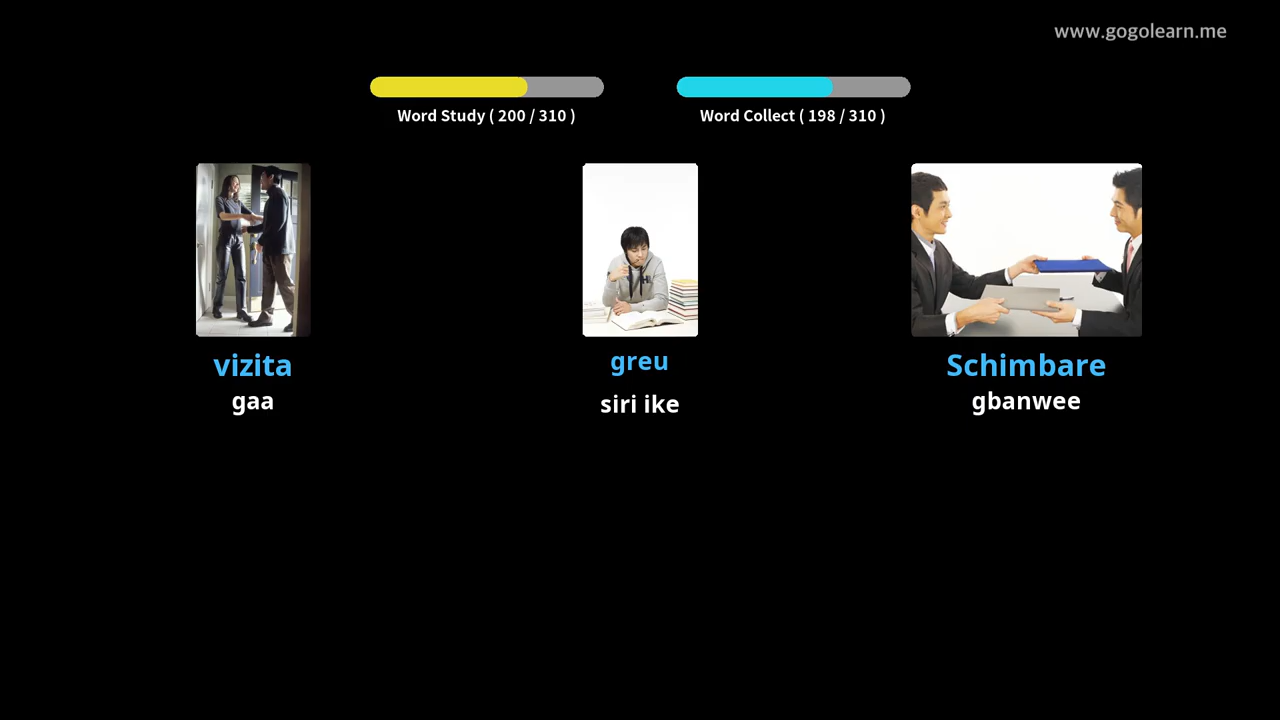 www.gogolearn.me
Word Study ( 200 / 310 )
Word Collect ( 198 / 310 )
vizita
gaa
greu
siri ike
Schimbare
gbanwee